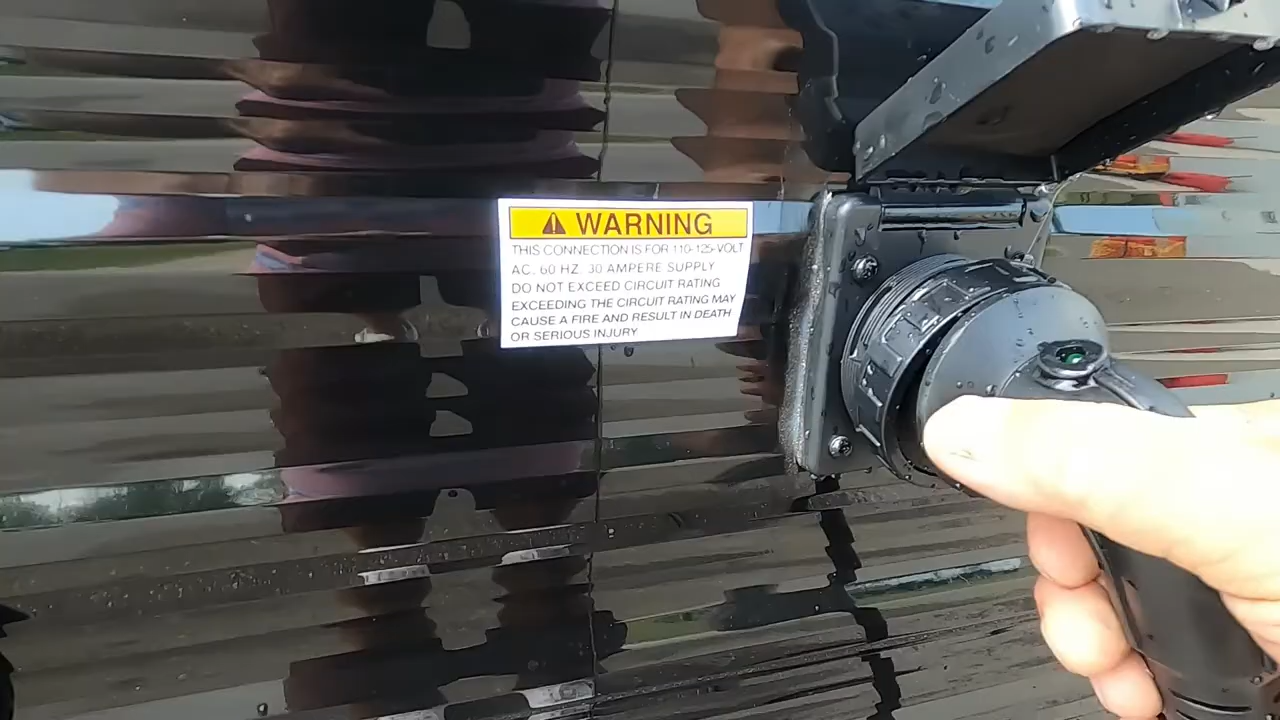 WARNING
THIS CONNECTION IS FOR 110-125-VOLT
AC. 60 HZ. 30 AMPERE SUPPLY
DO NOT EXCEED CIRCUIT RATING
EXCEEDING THE CIRCUIT RATING MAY
CAUSE A FIRE AND RESULT IN DEATH
OR SERIOUS INJURY